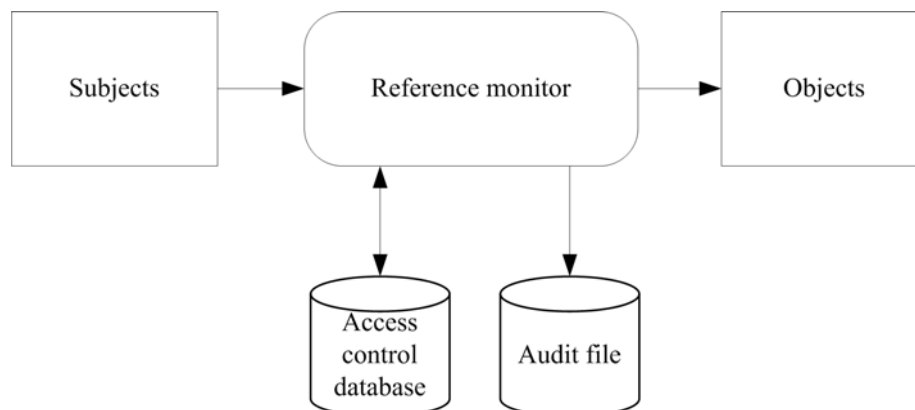 Subjects
Reference monitor
Objects
Access
control
database
Audit file